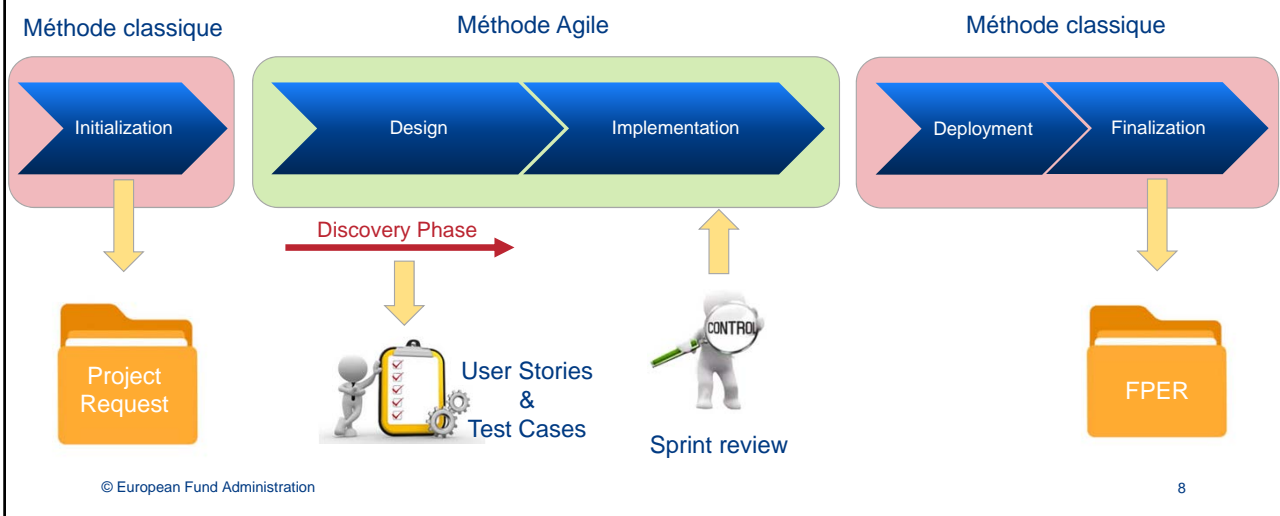 Méthode classique
Méthode Agile
Méthode classique
Initialization
Design
Implementation
Deployment
Finalization
Discovery Phase
CONTROL
Project
Request
User Stories
&
Test Cases
Sprint review
FPER
© European Fund Administration
8